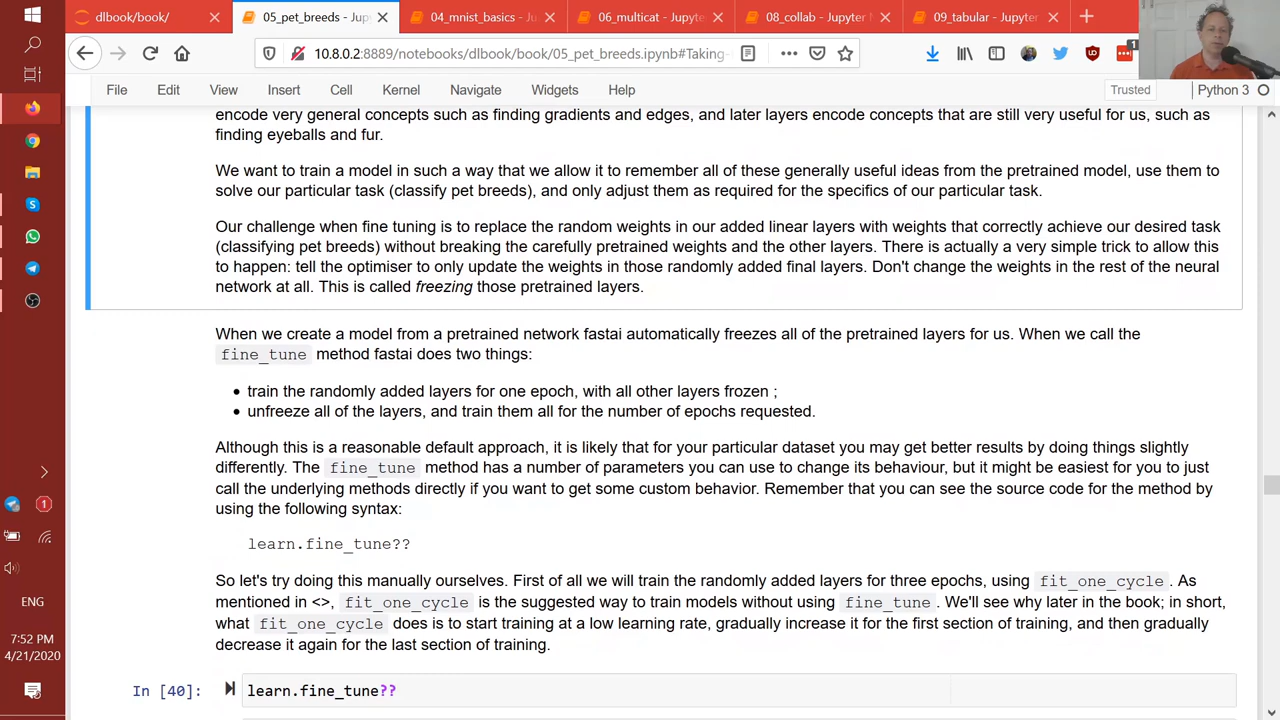 dlbook/book/
05_pet_breeds - Jup
04_mnist_basics - Jupyt
06_multicat - Jupyter N
08_collab - Jupyter No
09_tabular - Jupyter
10.8.0.2:8889/notebooks/dlbook/book/05_pet_breeds.ipynb#Taking-
1
File Edit View Insert Cell Kernel Navigate Widgets Help
Trusted
Python 3
encode very general concepts such as finding gradients and edges, and later layers encode concepts that are still very useful for us, such as
finding eyeballs and fur.
We want to train a model in such a way that we allow it to remember all of these generally useful ideas from the pretrained model, use them to
solve our particular task (classify pet breeds), and only adjust them as required for the specifics of our particular task.
Our challenge when fine tuning is to replace the random weights in our added linear layers with weights that correctly achieve our desired task
(classifying pet breeds) without breaking the carefully pretrained weights and the other layers. There is actually a very simple trick to allow this
to happen: tell the optimiser to only update the weights in those randomly added final layers. Don't change the weights in the rest of the neural
network at all. This is called freezing those pretrained layers.
When we create a model from a pretrained network fastai automatically freezes all of the pretrained layers for us. When we call the
fine_tune method fastai does two things:
• train the randomly added layers for one epoch, with all other layers frozen ;
• unfreeze all of the layers, and train them all for the number of epochs requested.
Although this is a reasonable default approach, it is likely that for your particular dataset you may get better results by doing things slightly
differently. The fine_tune method has a number of parameters you can use to change its behaviour, but it might be easiest for you to just
call the underlying methods directly if you want to get some custom behavior. Remember that you can see the source code for the method by
using the following syntax:
learn.fine_tune??
So let's try doing this manually ourselves. First of all we will train the randomly added layers for three epochs, using fit_one_cycle. As
mentioned in <>, fit_one_cycle is the suggested way to train models without using fine_tune. We'll see why later in the book; in short,
what fit_one_cycle does is to start training at a low learning rate, gradually increase it for the first section of training, and then gradually
decrease it again for the last section of training.
In [40]: learn.fine_tune??
1
ENG
7:52 PM
4/21/2020